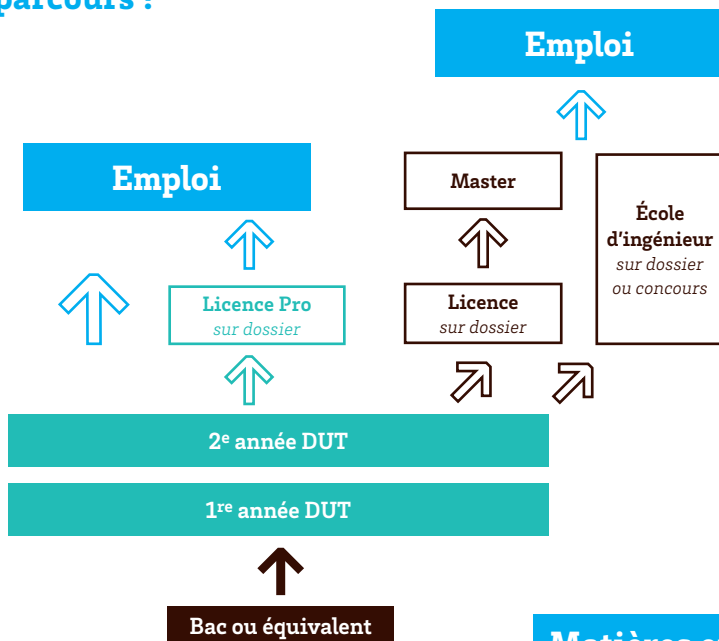 parcours :
Emploi
Emploi
Master
École
d'ingénieur
sur dossier
ou concours
Licence Pro
sur dossier
Licence
sur dossier
2e année DUT
1re année DUT
Bac ou équivalent
Matières